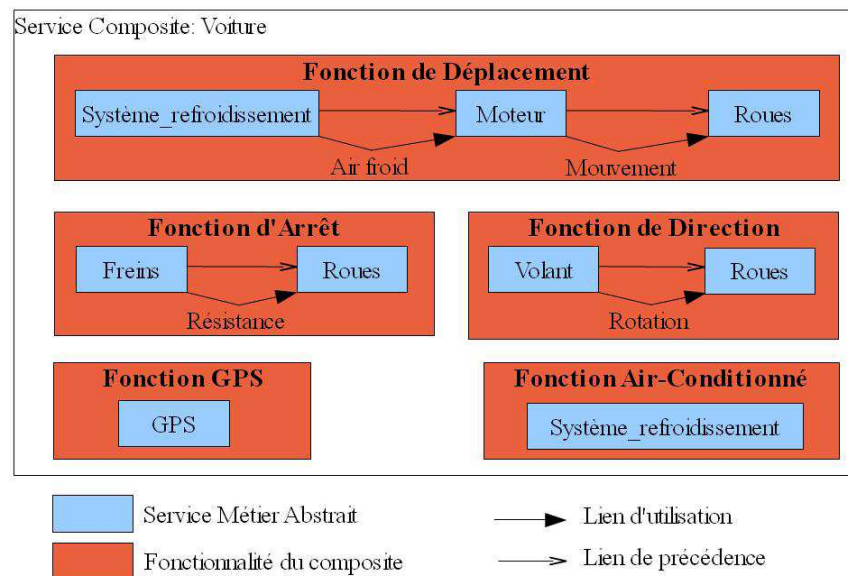 Service Composite: Voiture
Fonction de Déplacement
Système_refroidissement
Moteur
Roues
Air froid
Mouvement
Fonction d'Arrêt
Freins
Roues
Résistance
Fonction de Direction
Volant
Roues
Rotation
Fonction GPS
GPS
Fonction Air-Conditionné
Système_refroidissement
Service Métier Abstrait
Lien d'utilisation
Fonctionnalité du composite
Lien de précédence